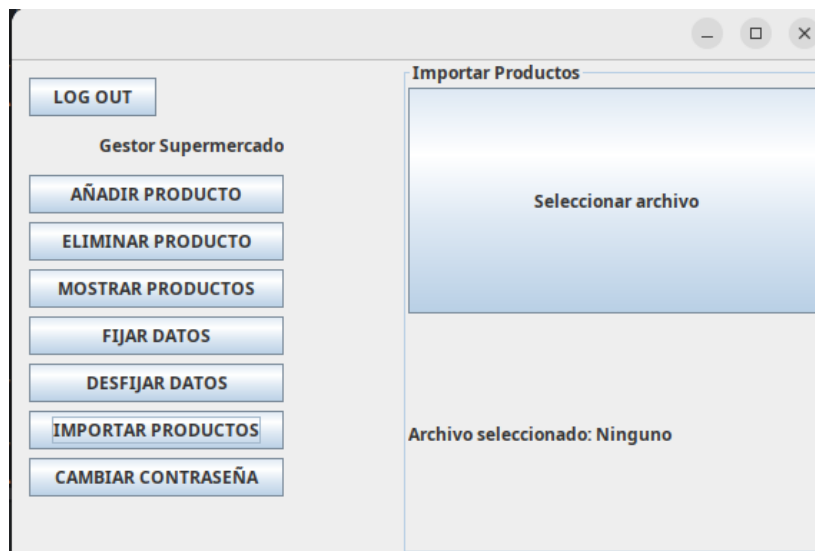 LOG OUT
Gestor Supermercado
AÑADIR PRODUCTO
ELIMINAR PRODUCTO
MOSTRAR PRODUCTOS
FIJAR DATOS
DESFIJAR DATOS
IMPORTAR PRODUCTOS
CAMBIAR CONTRASEÑA
Importar Productos
Seleccionar archivo
Archivo seleccionado: Ninguno